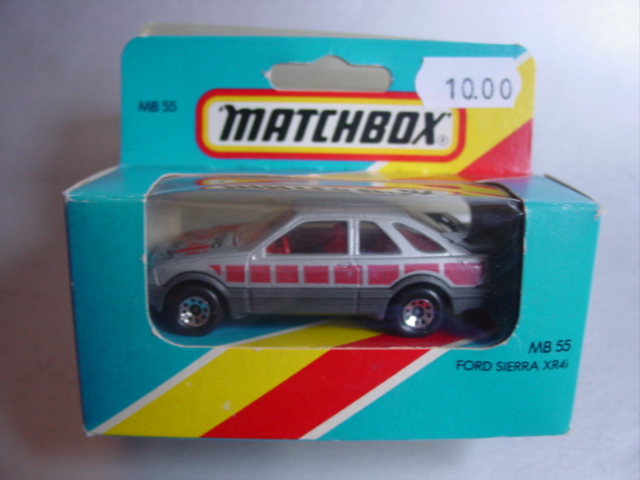 10.00
MB 55
MATCHBOX®
MB 55
FORD SIERRA XR4i